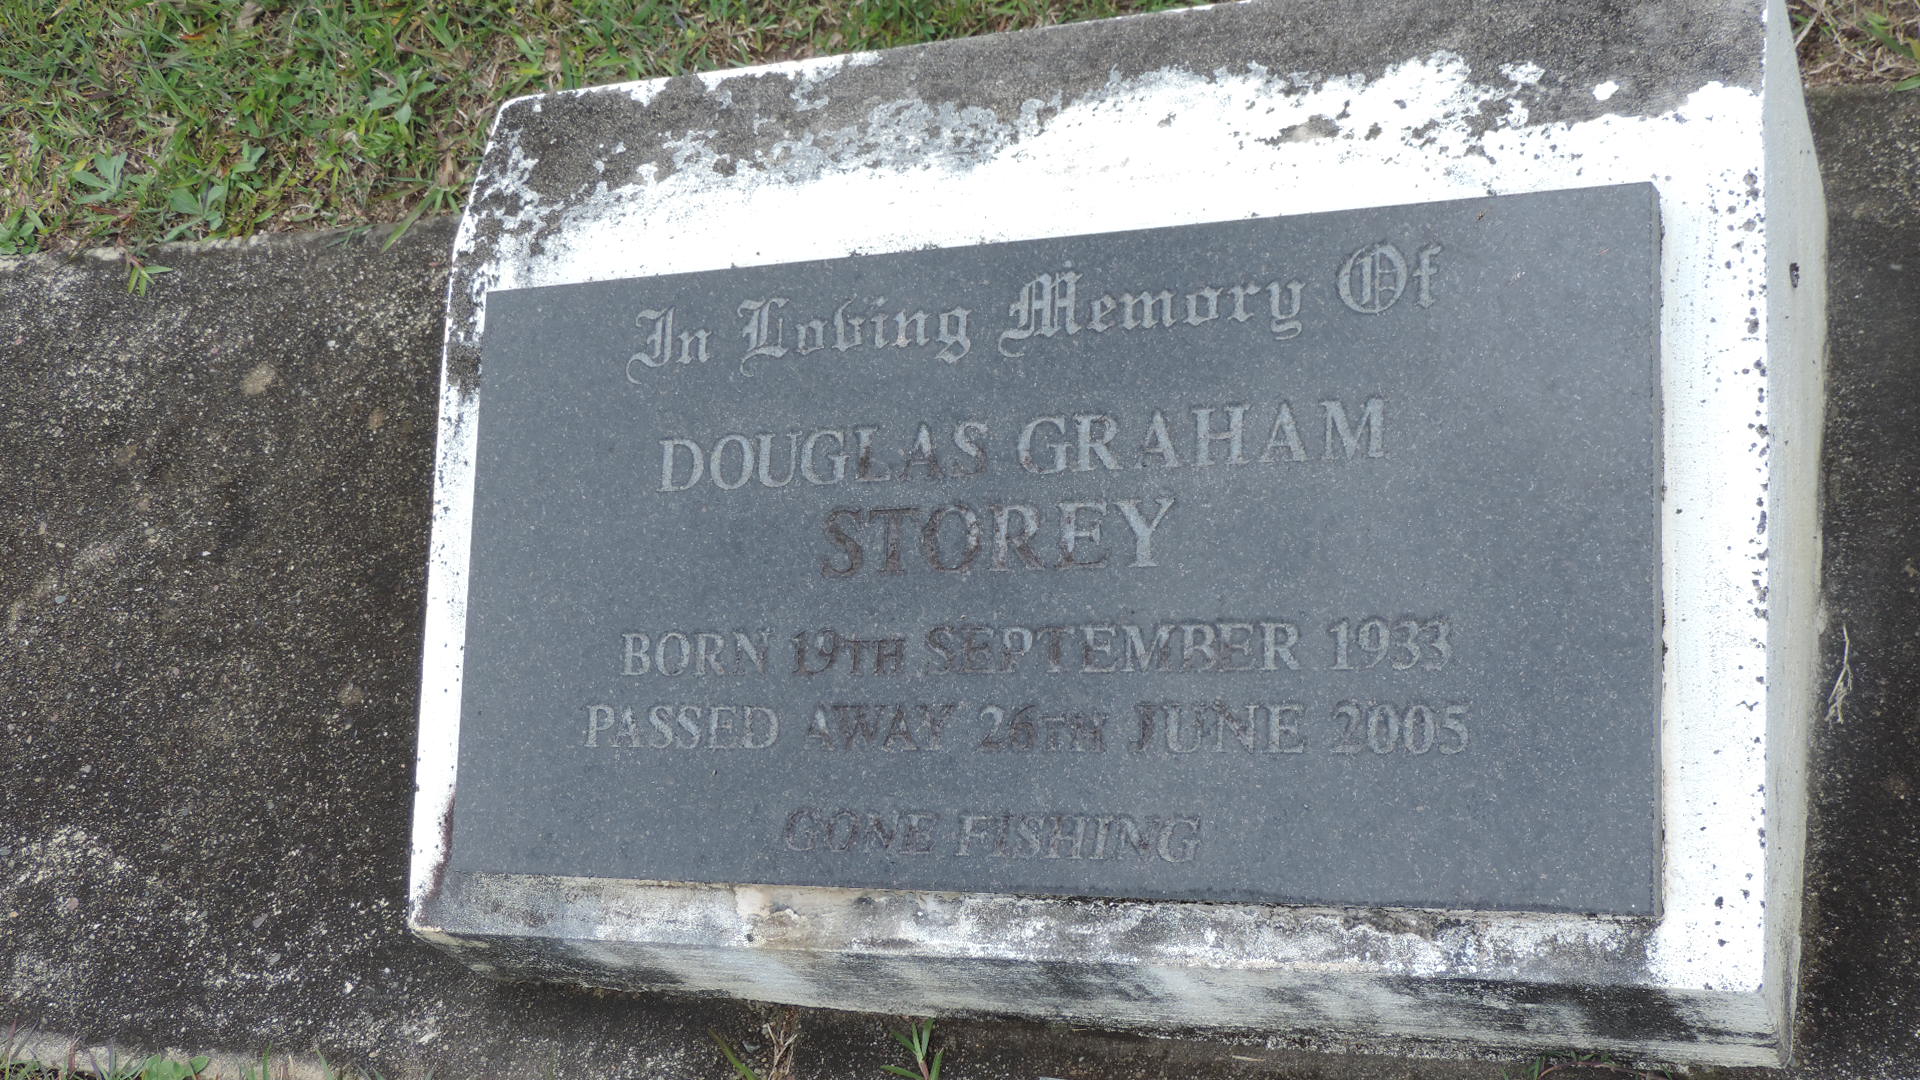 In Loving Memory Of
DOUGLAS GRAHAM
STOREY
BORN 19TH SEPTEMBER 1933
PASSED AWAY 26TH JUNE 2005
GONE FISHING